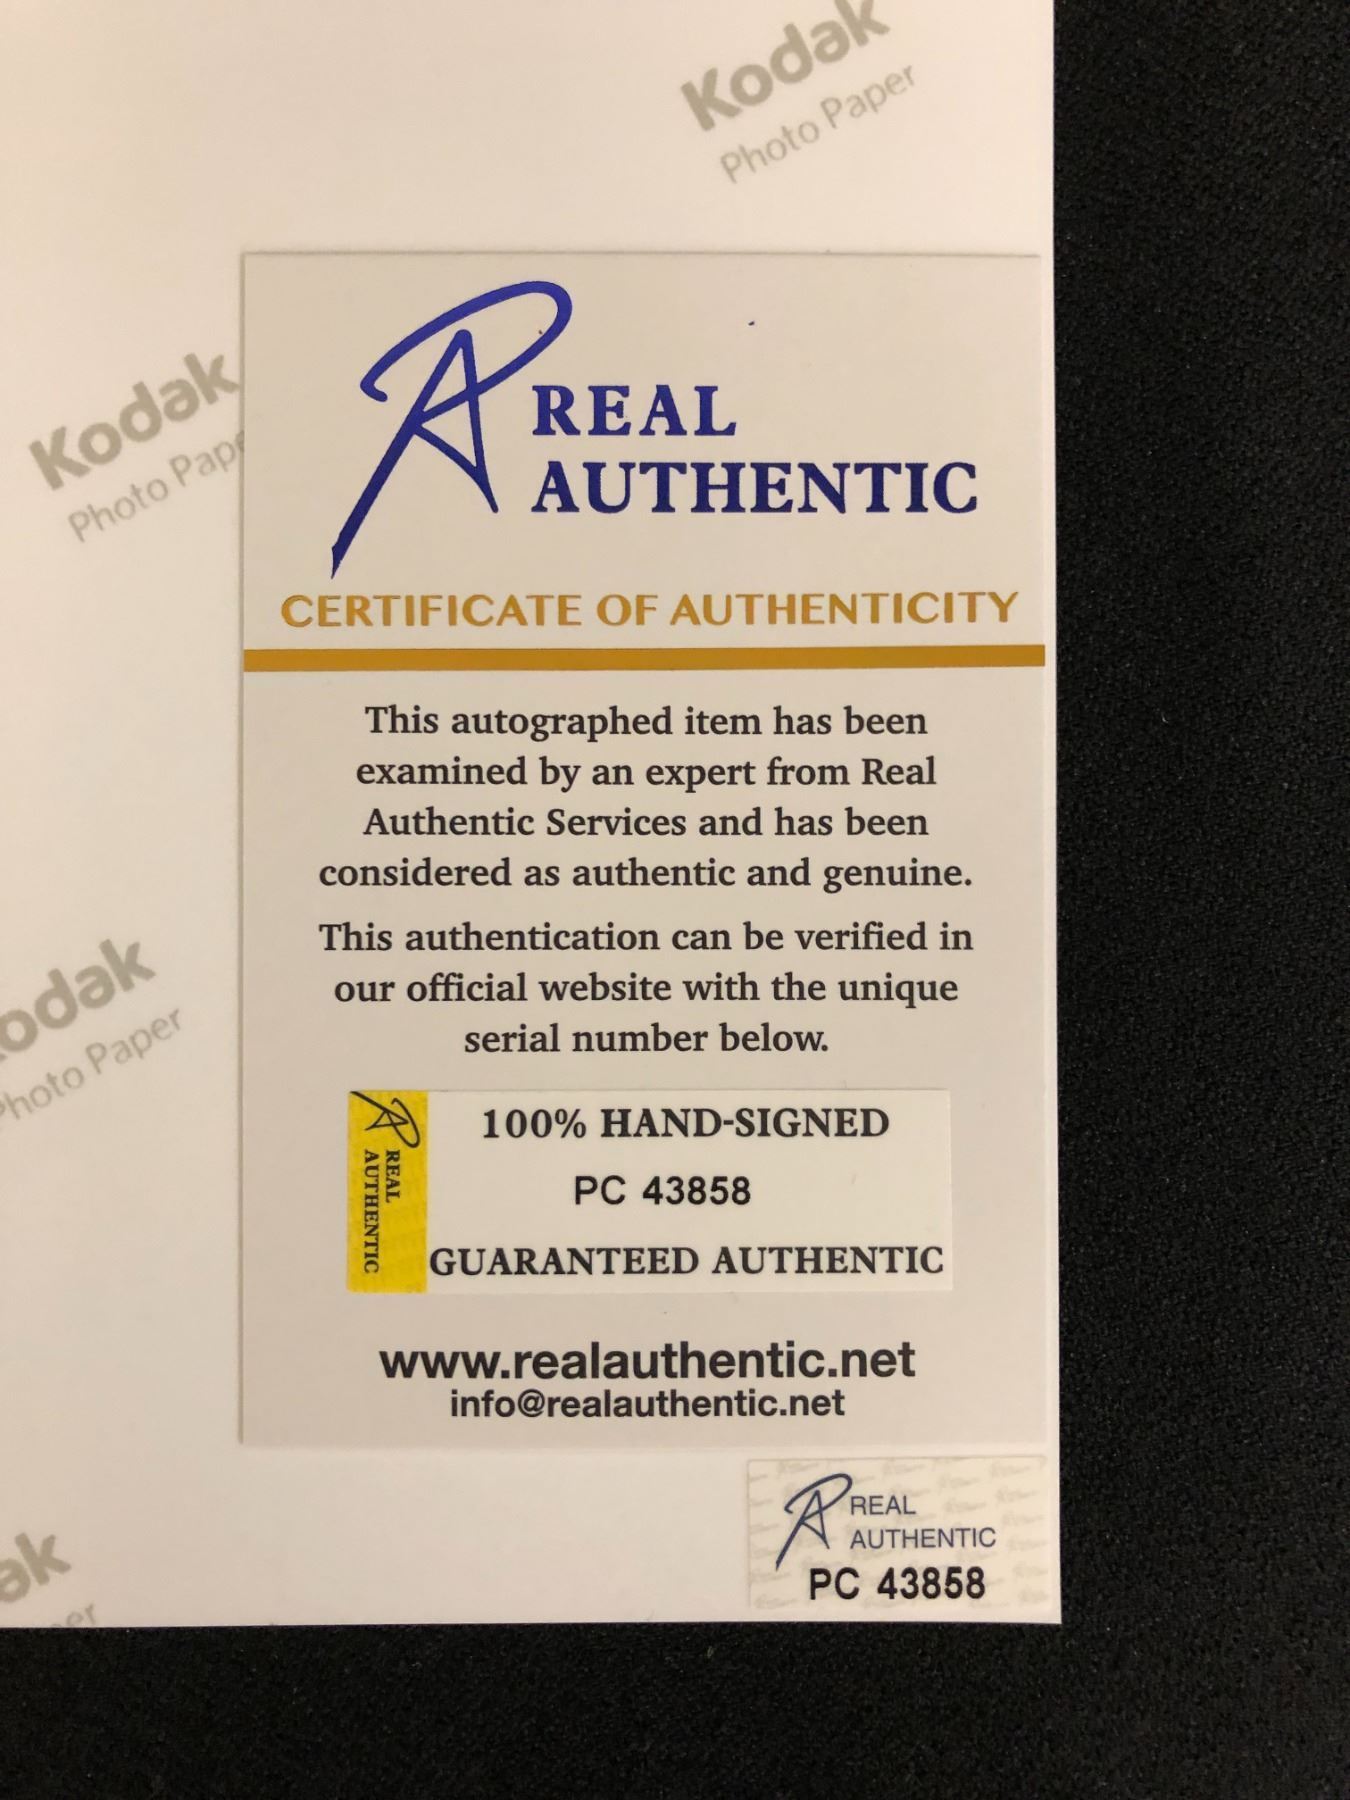 Kodak
Photo Paper
Kodak
Photo Pape
REAL
AUTHENTIC
CERTIFICATE OF AUTHENTICITY
This autographed item has been
examined by an expert from Real
Authentic Services and has been
considered as authentic and genuine.
This authentication can be verified in
our official website with the unique
serial number below.
odak
Photo Paper
REAL
AUTHENTIC
100% HAND-SIGNED
PC 43858
GUARANTEED AUTHENTIC
www.realauthentic.net
info@realauthentic.net
REAL
AUTHENTIC
PC 43858
ak
er